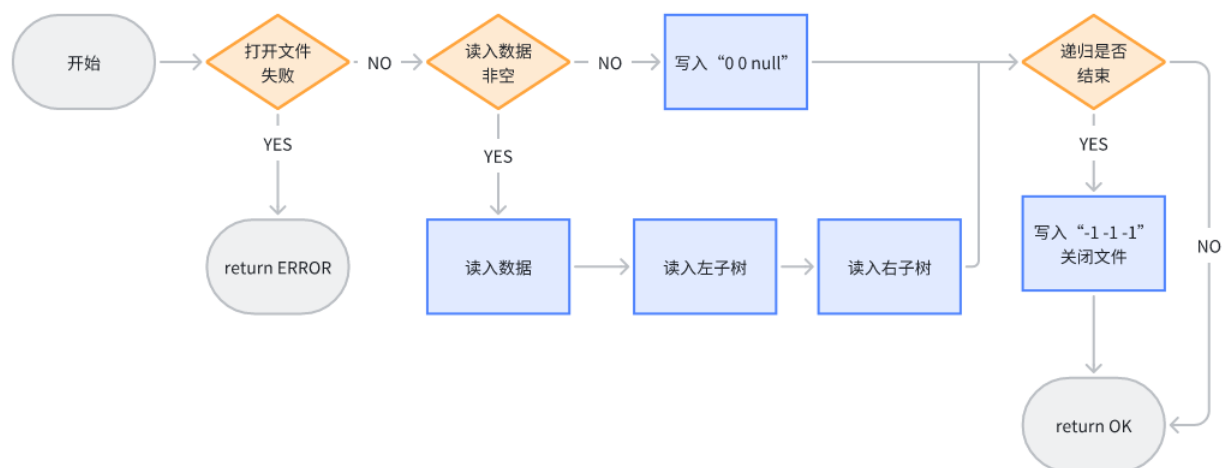 开始
打开文件
失败
NO
读入数据
非空
NO
写入“0 0 null”
递归是否
结束
YES
YES
YES
return ERROR
读入数据
读入左子树
读入右子树
写入“-1 -1 -1”
关闭文件
NO
return OK